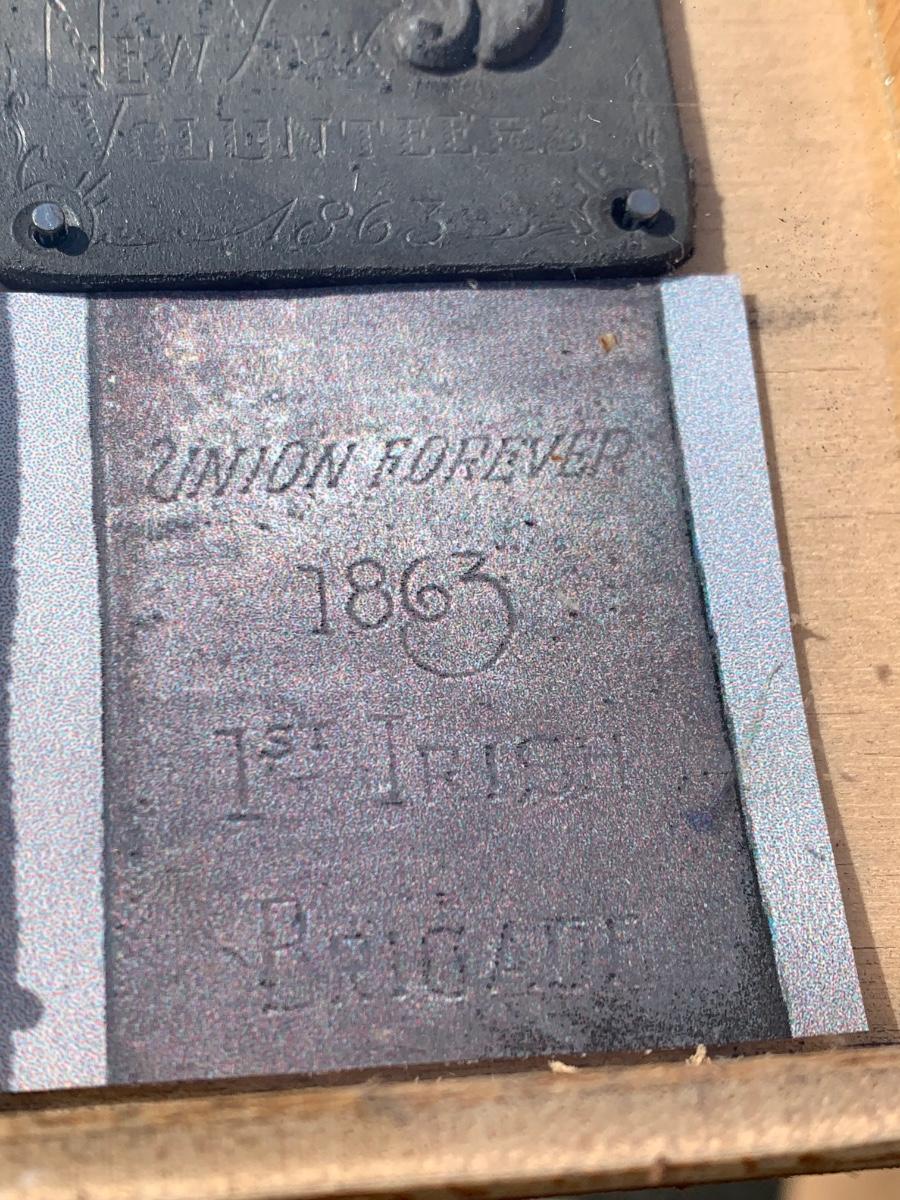 NEW YORK
VOLUNTEERS
1863
UNION FOREVER
1863
1ST IRISH
BRIGADE